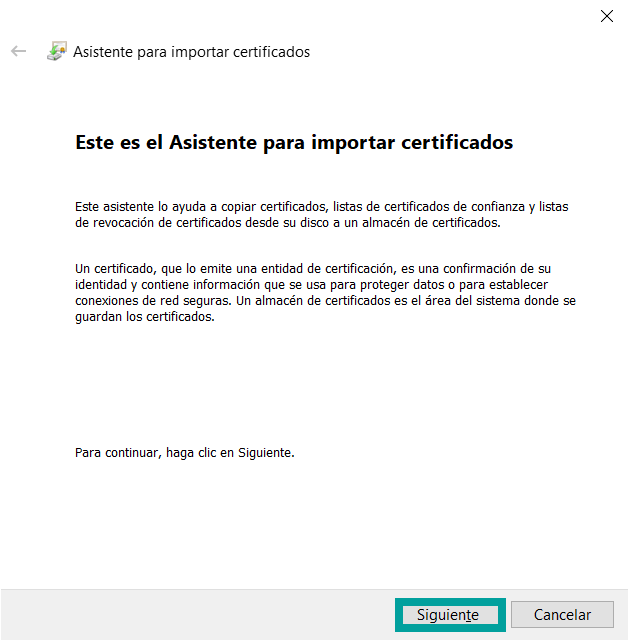 Asistente para importar certificados
Este es el Asistente para importar certificados
Este asistente lo ayuda a copiar certificados, listas de certificados de confianza y listas
de revocación de certificados desde su disco a un almacén de certificados.
Un certificado, que lo emite una entidad de certificación, es una confirmación de su
identidad y contiene información que se usa para proteger datos o para establecer
conexiones de red seguras. Un almacén de certificados es el área del sistema donde se
guardan los certificados.
Para continuar, haga clic en Siguiente.
Siguiente
Cancelar